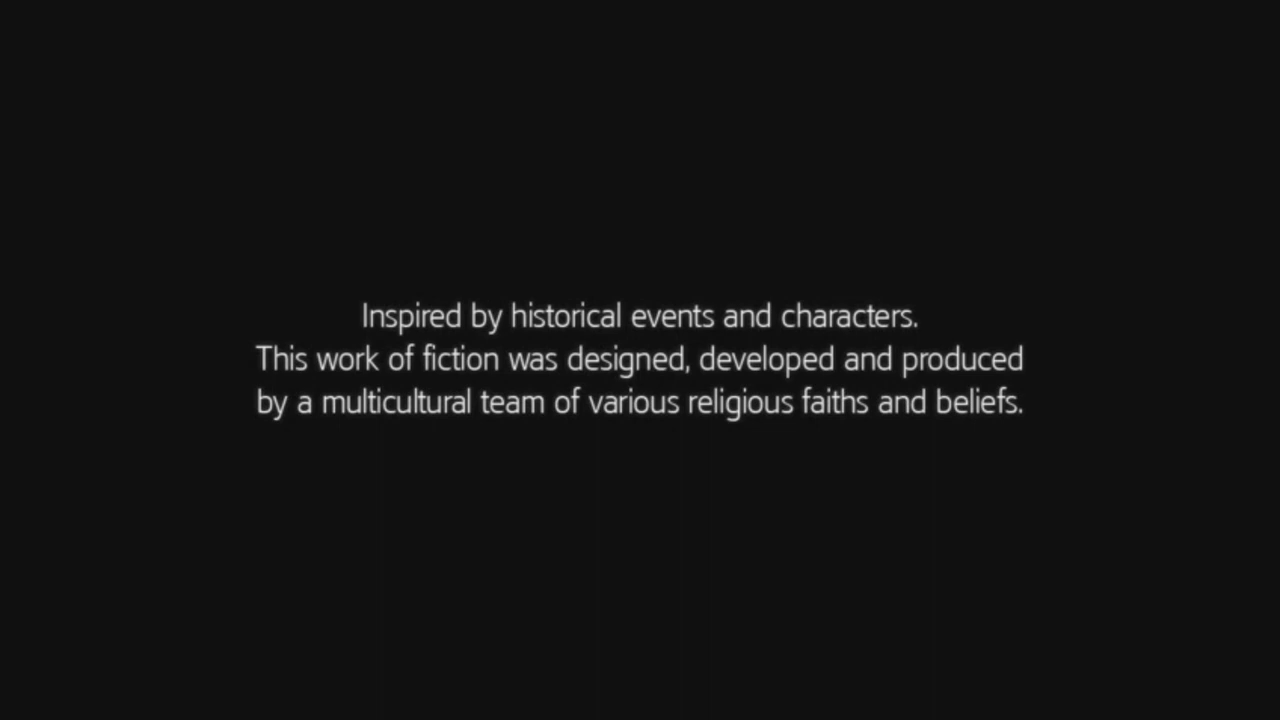 Inspired by historical events and characters.
This work of fiction was designed, developed and produced
by a multicultural team of various religious faiths and beliefs.